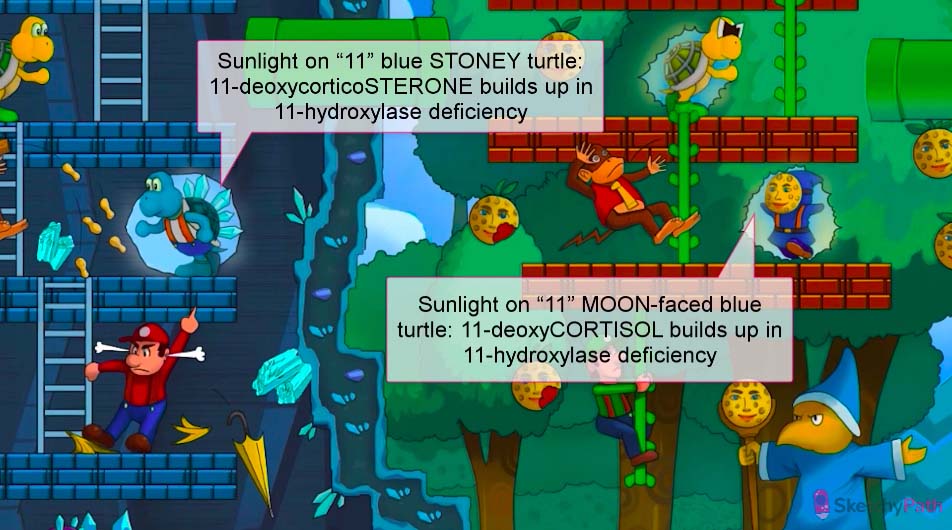 Sunlight on “11” blue STONEY turtle:
11-deoxycorticoSTERONE builds up in
11-hydroxylase deficiency
Sunlight on “11” MOON-faced blue
turtle: 11-deoxyCORTISOL builds up in
11-hydroxylase deficiency
SketchyPath